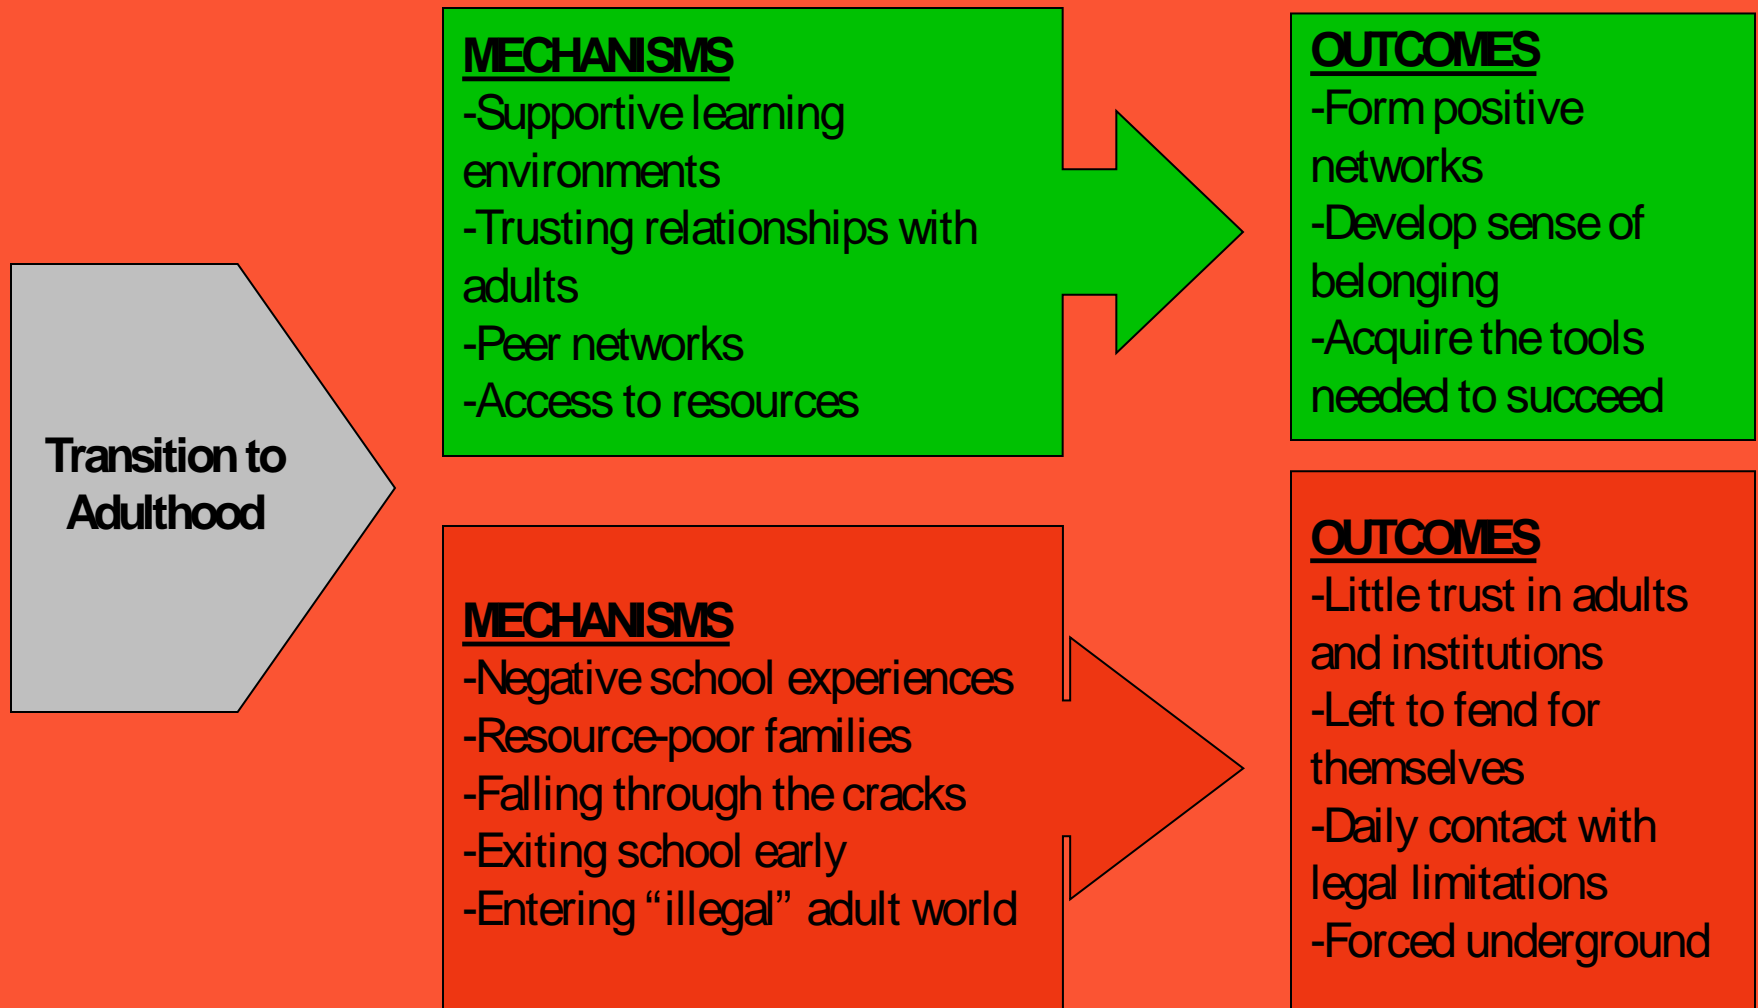 Transition to
Adulthood
MECHANISMS
-Supportive learning
environments
-Trusting relationships with
adults
-Peer networks
-Access to resources
OUTCOMES
-Form positive
networks
-Develop sense of
belonging
-Acquire the tools
needed to succeed
MECHANISMS
-Negative school experiences
-Resource-poor families
-Falling through the cracks
-Exiting school early
-Entering “illegal” adult world
OUTCOMES
-Little trust in adults
and institutions
-Left to fend for
themselves
-Daily contact with
legal limitations
-Forced underground